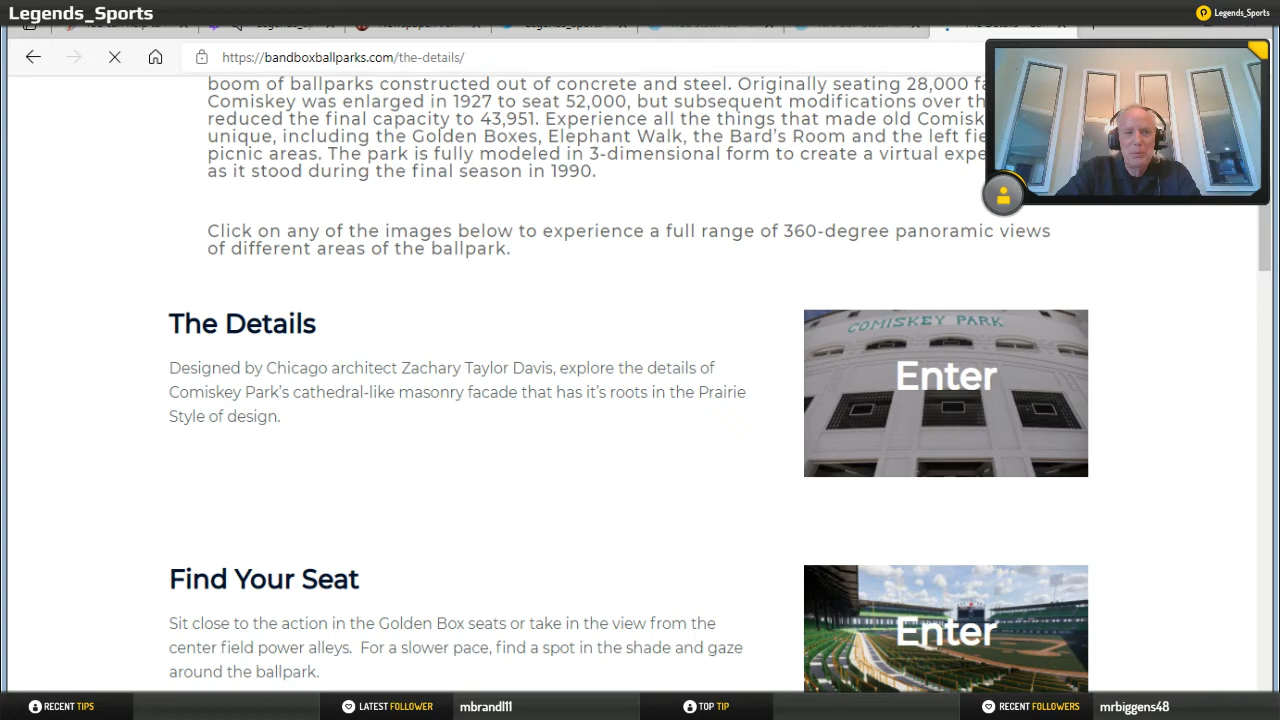 Legends_Sports
Legends_Sports
https://bandboxballparks.com/the-details/
boom of ballparks constructed out of concrete and steel. Originally seating 28,000
Comiskey was enlarged in 1927 to seat 52,000, but subsequent modifications over
reduced the final capacity to 43,951. Experience all the things that made old
unique, including the Golden Boxes, Elephant Walk, the Bard's Room and the left
picnic areas. The park is fully modeled in 3-dimensional form to create a virtual
as it stood during the final season in 1990.
Click on any of the images below to experience a full range of 360-degree panoramic views
of different areas of the ballpark.
The Details
Designed by Chicago architect Zachary Taylor Davis, explore the details of
Comiskey Park's cathedral-like masonry facade that has it's roots in the Prairie
Style of design.
COMISKEY PARK
Enter
Find Your Seat
Sit close to the action in the Golden Box seats or take in the view from the
center field power alleys. For a slower pace, find a spot in the shade and gaze
around the ballpark.
Enter
RECENT TIPS
LATEST FOLLOWER
mbrandl11
TOP TIP
RECENT FOLLOWERS
mrbiggens48